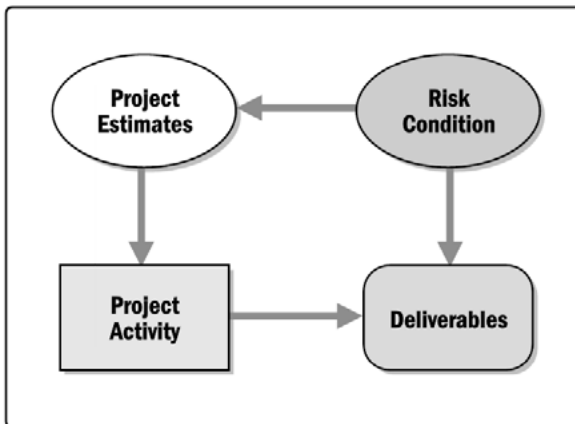 Project
Estimates
Risk
Condition
Project
Activity
Deliverables